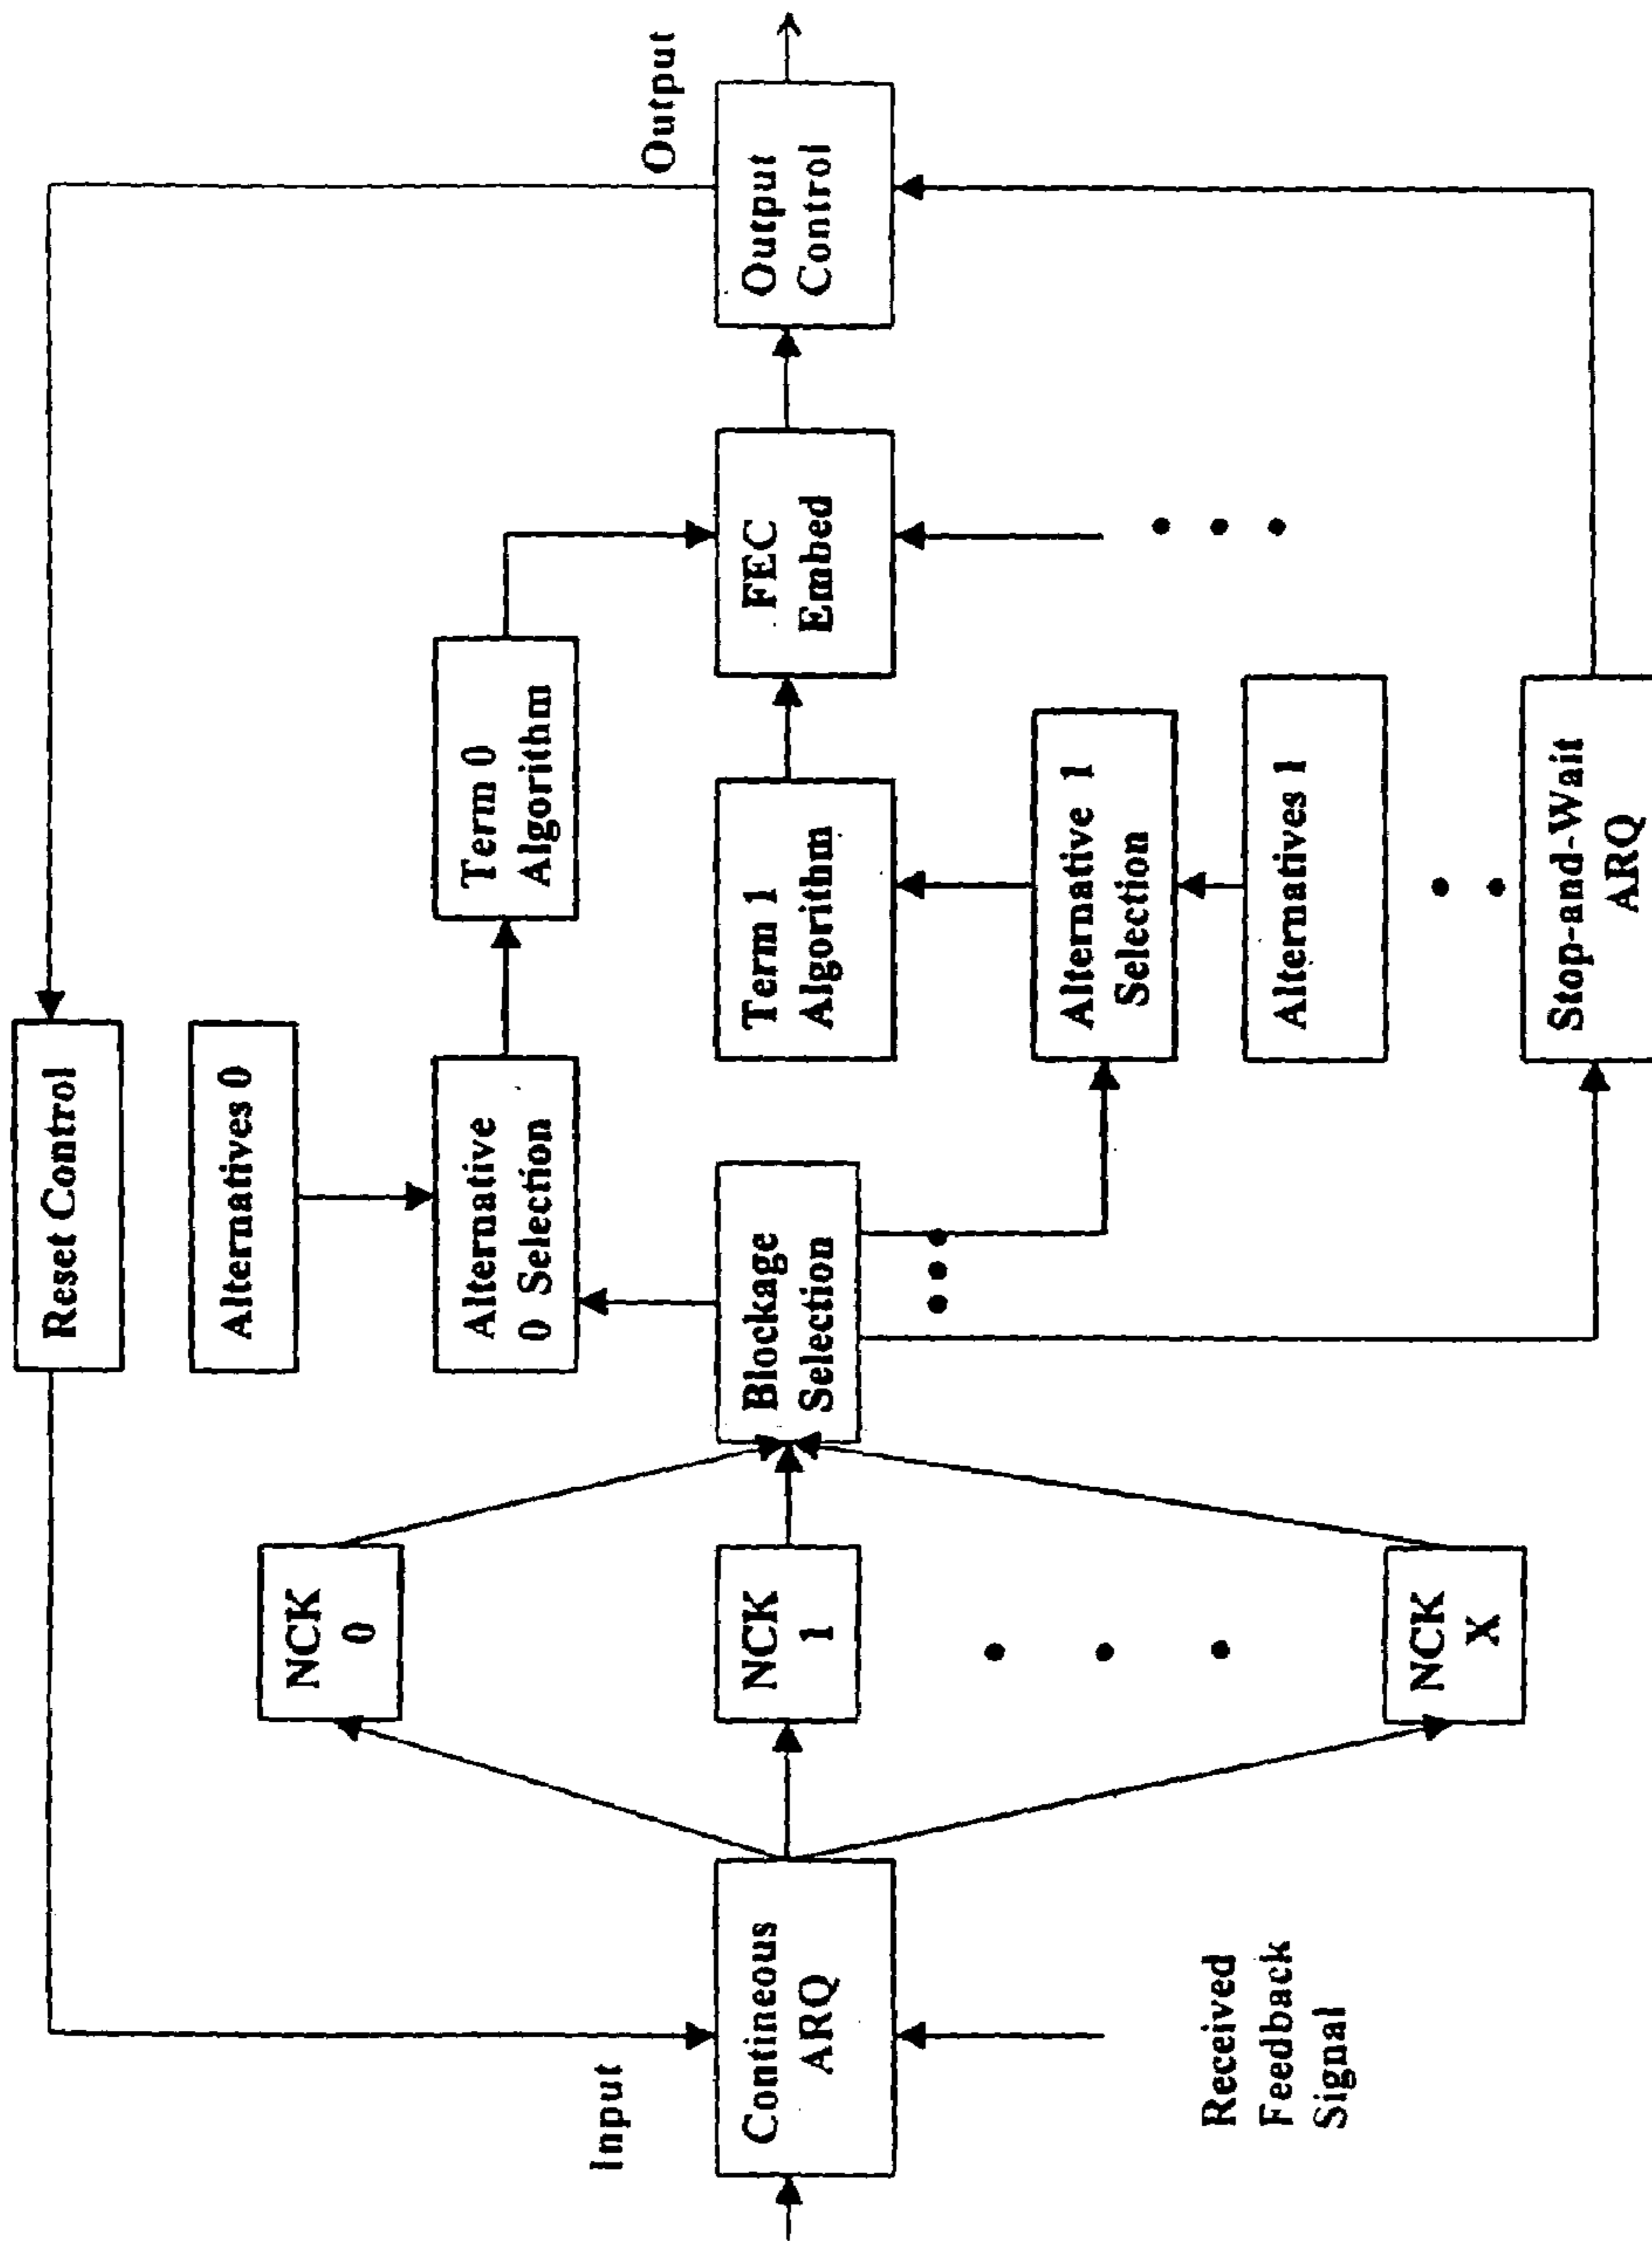 Reset Control
Alternatives 0
Alternative
0 Selection
Term 0
Algorithm
NCK
0
Input
Contineous
ARQ
NCK
1
Blockage
Selection
Term 1
Algorithm
FEC
Embed
Output
Control
Output
Received
Feedback
Signal
NCK
X
Alternative 1
Selection
Alternatives 1
Stop-and-Wait
ARQ